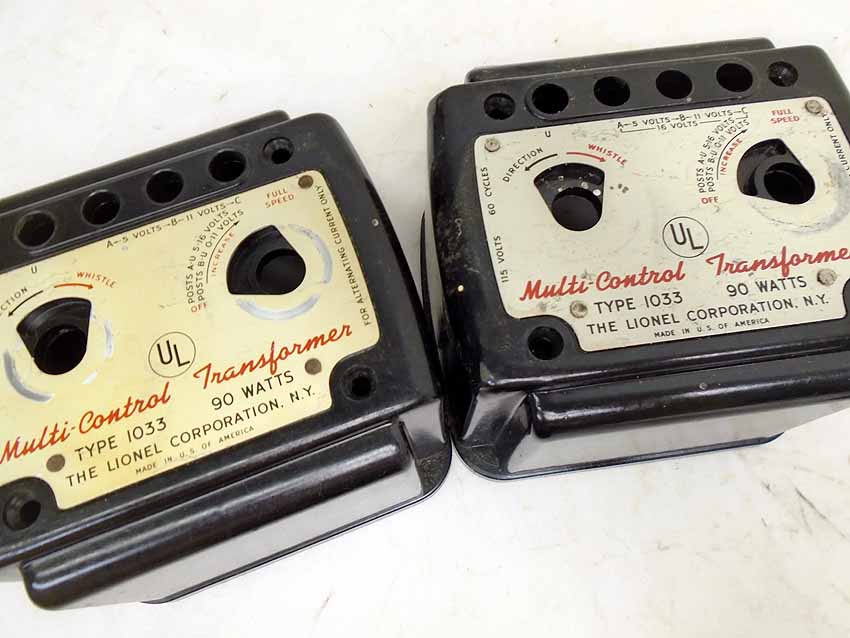 A—5 VOLTS—B—11 VOLTS—C
U
RECTION
WHISTLE
POSTS A-U 5-16 VOLTS
POSTS B-U 0-11 VOLTS
INCREASE
OFF
FULL
SPEED
FOR ALTERNATING CURRENT ONLY
UL
Multi-Control Transformer
TYPE 1033 90 WATTS
THE LIONEL CORPORATION, N.Y.
MADE IN U.S. OF AMERICA
A—5 VOLTS—B—11 VOLTS—C
16 VOLTS
U
DIRECTION
WHISTLE
POSTS A-U 5-16 VOLTS
POSTS B-U 0-11 VOLTS
INCREASE
OFF
FULL
SPEED
CURRENT ONLY
115 VOLTS 60 CYCLES
UL
Multi-Control Transforme
TYPE 1033 90 WATTS
THE LIONEL CORPORATION, N.Y.
MADE IN U.S. OF AMERICA